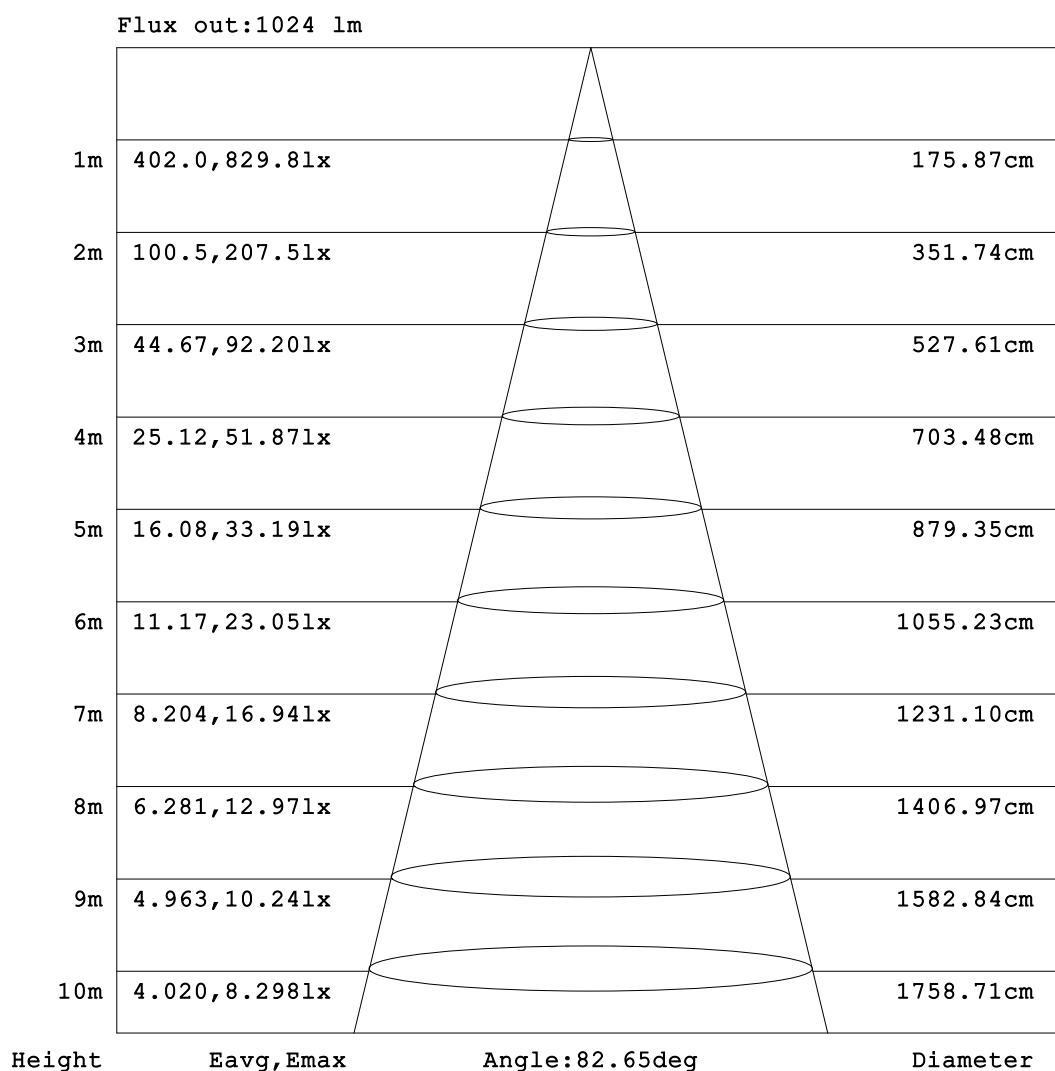 Flux out:1024 lm
1m 402.0,829.8lx 175.87cm
2m 100.5,207.5lx 351.74cm
3m 44.67,92.20lx 527.61cm
4m 25.12,51.87lx 703.48cm
5m 16.08,33.19lx 879.35cm
6m 11.17,23.05lx 1055.23cm
7m 8.204,16.94lx 1231.10cm
8m 6.281,12.97lx 1406.97cm
9m 4.963,10.24lx 1582.84cm
10m 4.020,8.298lx 1758.71cm
Height Eavg,Emax Angle:82.65deg Diameter